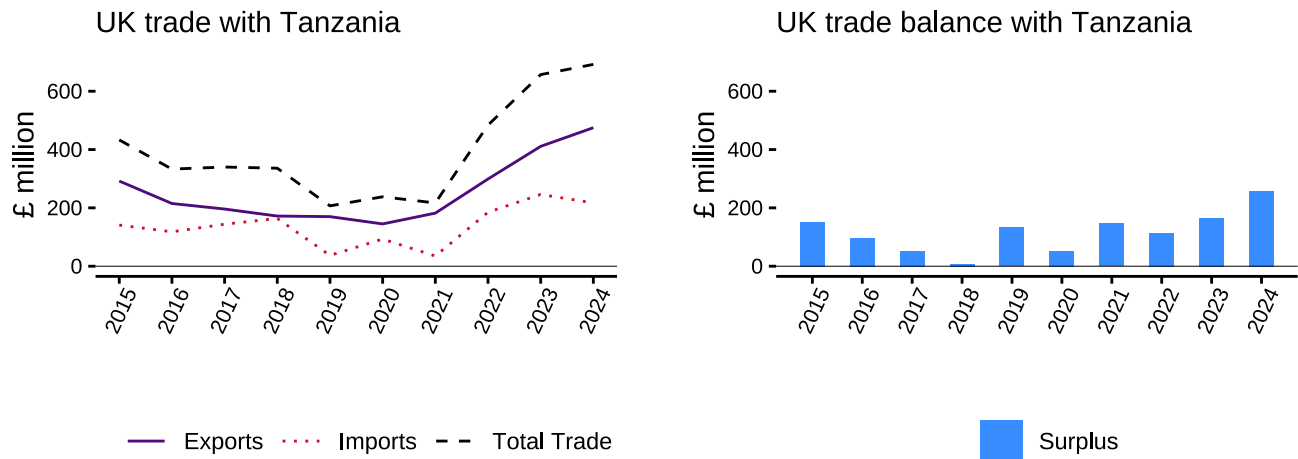 UK trade with Tanzania
£ million
600
400
200
0
2015 2016 2017 2018 2019 2020 2021 2022 2023 2024
Exports Imports Total Trade
UK trade balance with Tanzania
£ million
600
400
200
0
2015 2016 2017 2018 2019 2020 2021 2022 2023 2024
Surplus